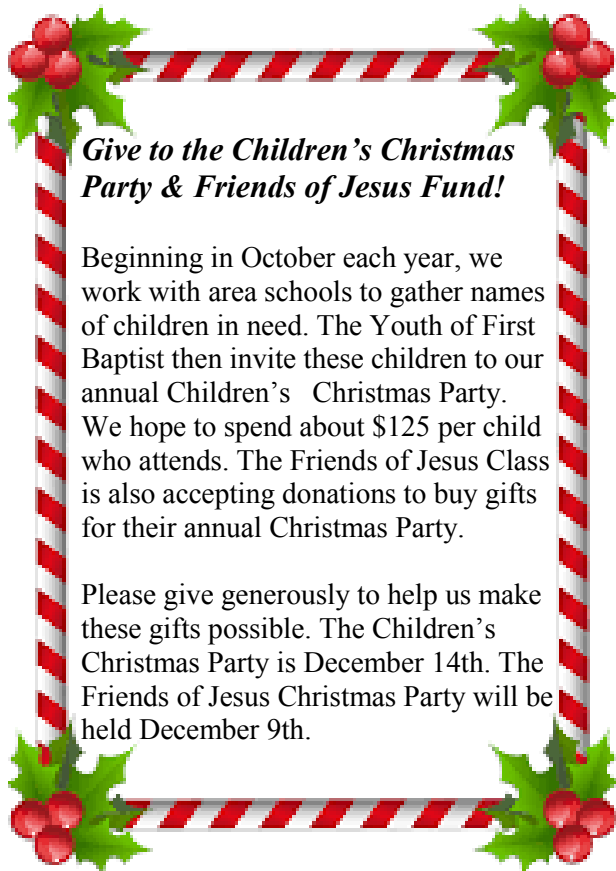 Give to the Children’s Christmas
Party & Friends of Jesus Fund!
Beginning in October each year, we
work with area schools to gather names
of children in need. The Youth of First
Baptist then invite these children to our
annual Children’s   Christmas Party.
We hope to spend about $125 per child
who attends. The Friends of Jesus Class
is also accepting donations to buy gifts
for their annual Christmas Party.
Please give generously to help us make
these gifts possible. The Children’s
Christmas Party is December 14th. The
Friends of Jesus Christmas Party will be
held December 9th.